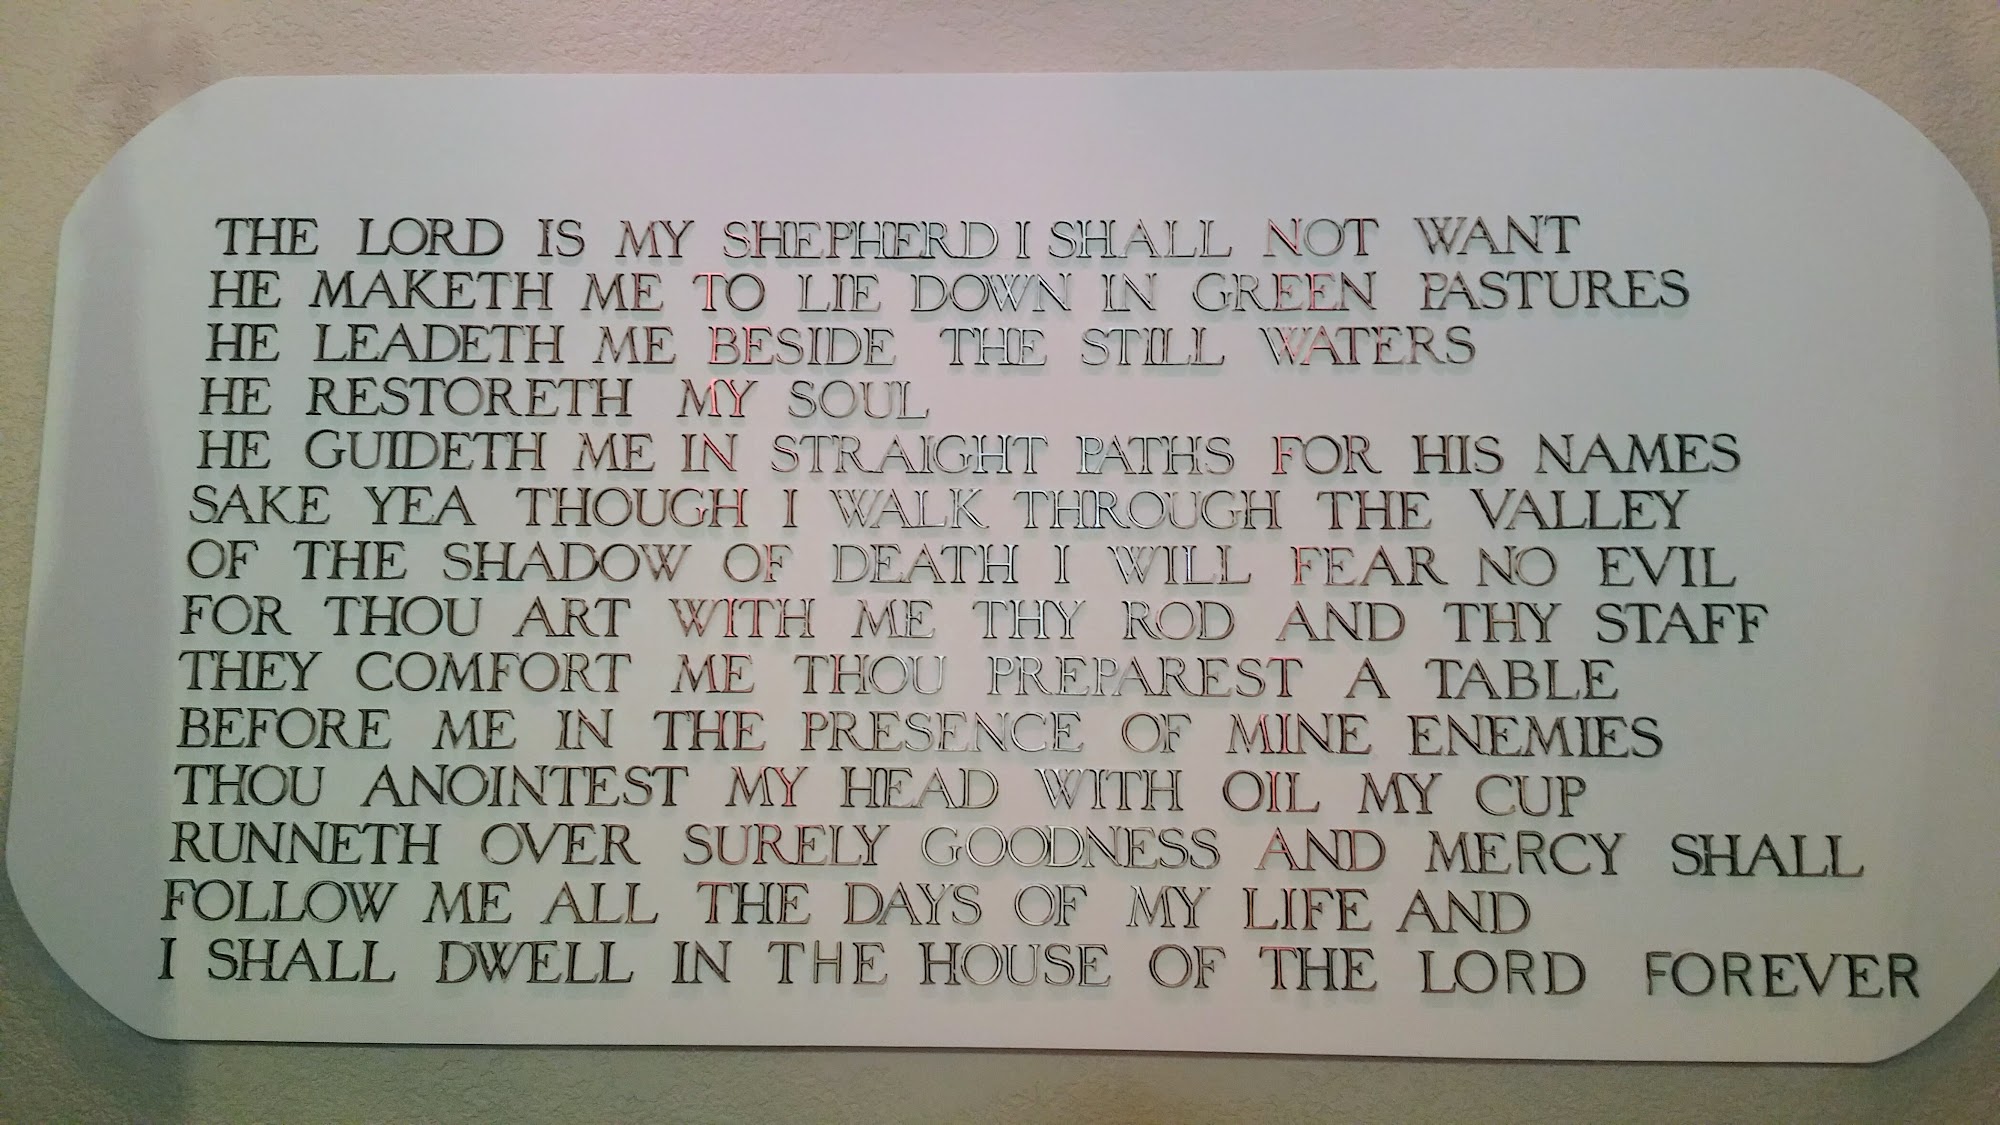 THE LORD IS MY SHEPHERD I SHALL NOT WANT
HE MAKETH ME TO LIE DOWN IN GREEN PASTURES
HE LEADETH ME BESIDE THE STILL WATERS
HE RESTORETH MY SOUL
HE GUIDETH ME IN STRAIGHT PATHS FOR HIS NAMES
SAKE YEA THOUGH I WALK THROUGH THE VALLEY
OF THE SHADOW OF DEATH I WILL FEAR NO EVIL
FOR THOU ART WITH ME THY ROD AND THY STAFF
THEY COMFORT ME THOU PREPAREST A TABLE
BEFORE ME IN THE PRESENCE OF MINE ENEMIES
THOU ANOINTEST MY HEAD WITH OIL MY CUP
RUNNETH OVER SURELY GOODNESS AND MERCY SHALL
FOLLOW ME ALL THE DAYS OF MY LIFE AND
I SHALL DWELL IN THE HOUSE OF THE LORD FOREVER